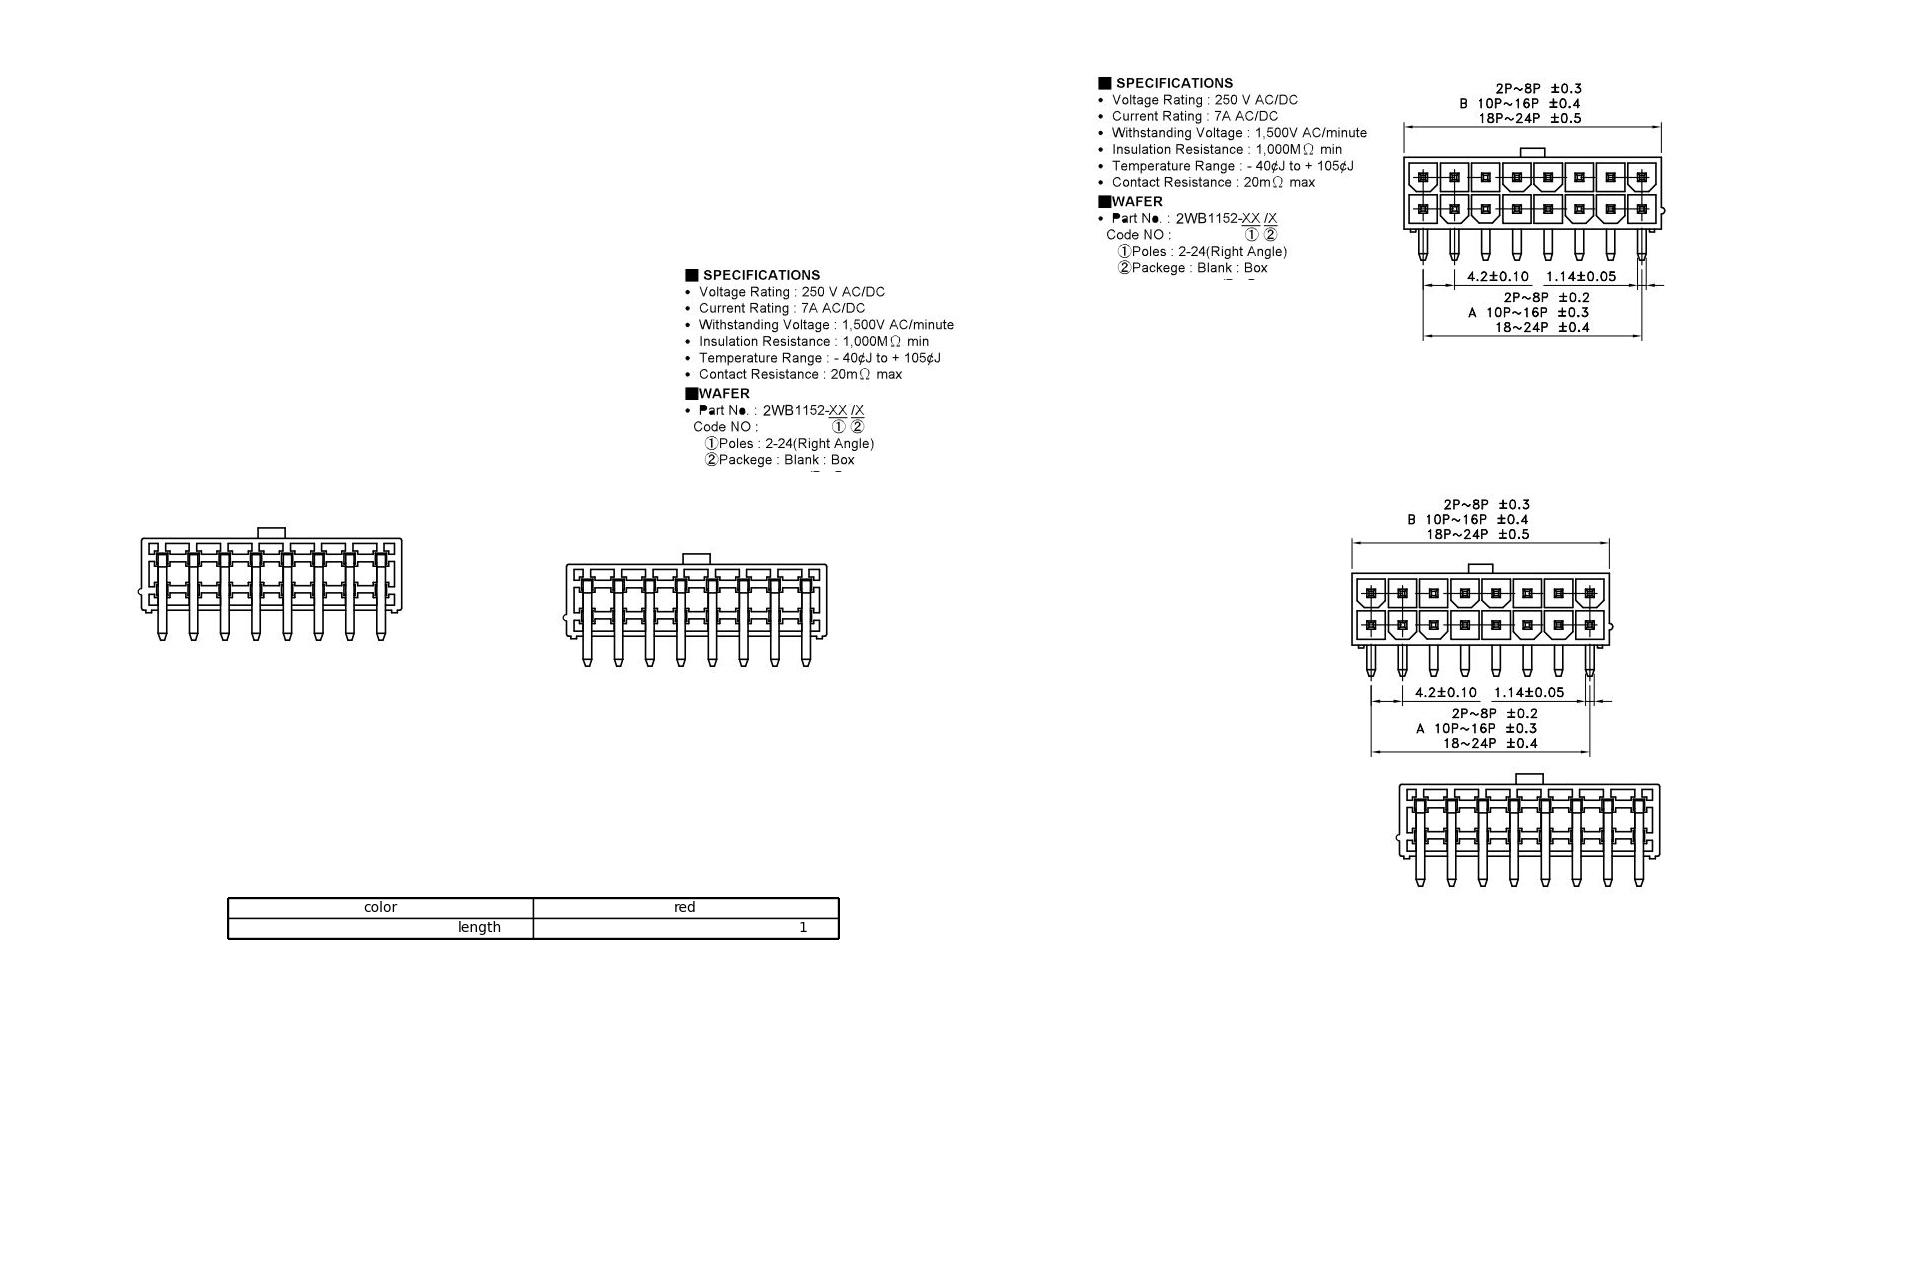 ■ SPECIFICATIONS
• Voltage Rating : 250 V AC/DC
• Current Rating : 7A AC/DC
• Withstanding Voltage : 1,500V AC/minute
• Insulation Resistance : 1,000MΩ min
• Temperature Range : - 40¢J to + 105¢J
• Contact Resistance : 20mΩ max
■WAFER
• Part No. : 2WB1152-XX /X
Code NO : ① ②
①Poles : 2-24(Right Angle)
②Packege : Blank : Box
2P~8P ±0.3
B 10P~16P ±0.4
18P~24P ±0.5
4.2±0.10 1.14±0.05
2P~8P ±0.2
A 10P~16P ±0.3
18~24P ±0.4
■ SPECIFICATIONS
• Voltage Rating : 250 V AC/DC
• Current Rating : 7A AC/DC
• Withstanding Voltage : 1,500V AC/minute
• Insulation Resistance : 1,000MΩ min
• Temperature Range : - 40¢J to + 105¢J
• Contact Resistance : 20mΩ max
■WAFER
• Part No. : 2WB1152-XX /X
Code NO : ① ②
①Poles : 2-24(Right Angle)
②Packege : Blank : Box
2P~8P ±0.3
B 10P~16P ±0.4
18P~24P ±0.5
4.2±0.10 1.14±0.05
2P~8P ±0.2
A 10P~16P ±0.3
18~24P ±0.4
color red
length 1